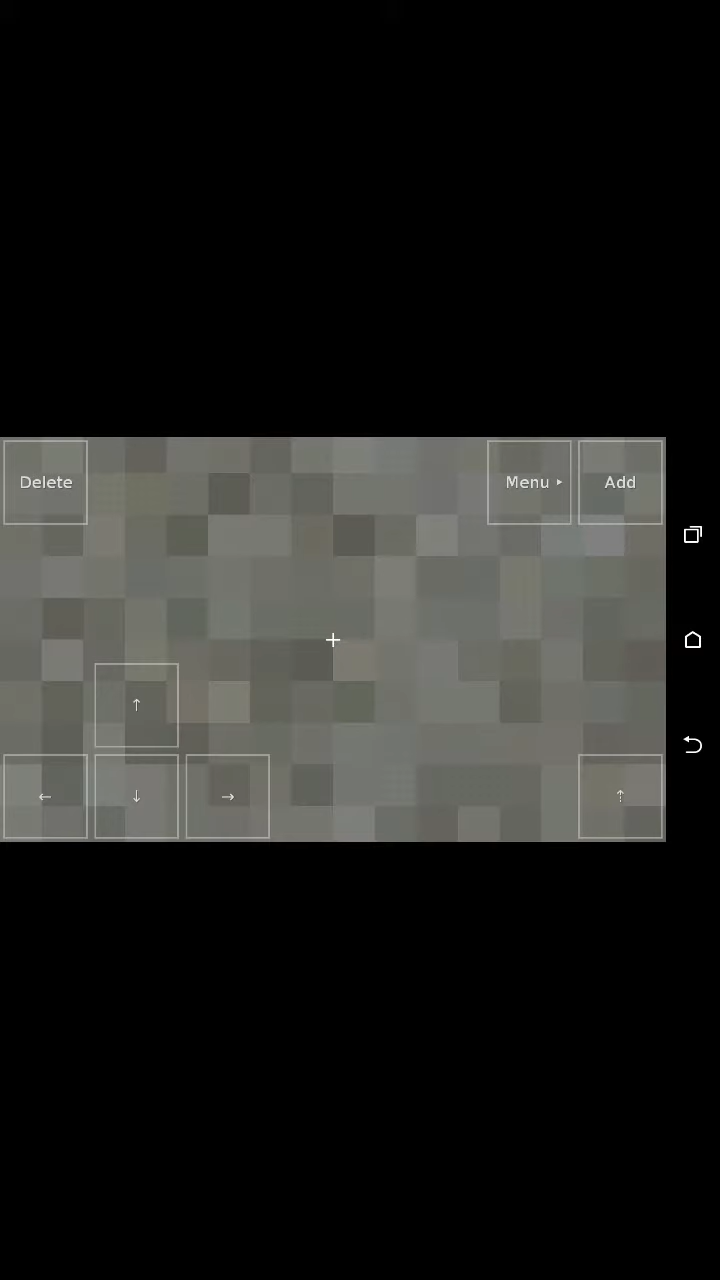 Delete
Menu ▸
Add
↑
← ↓ → ⇡